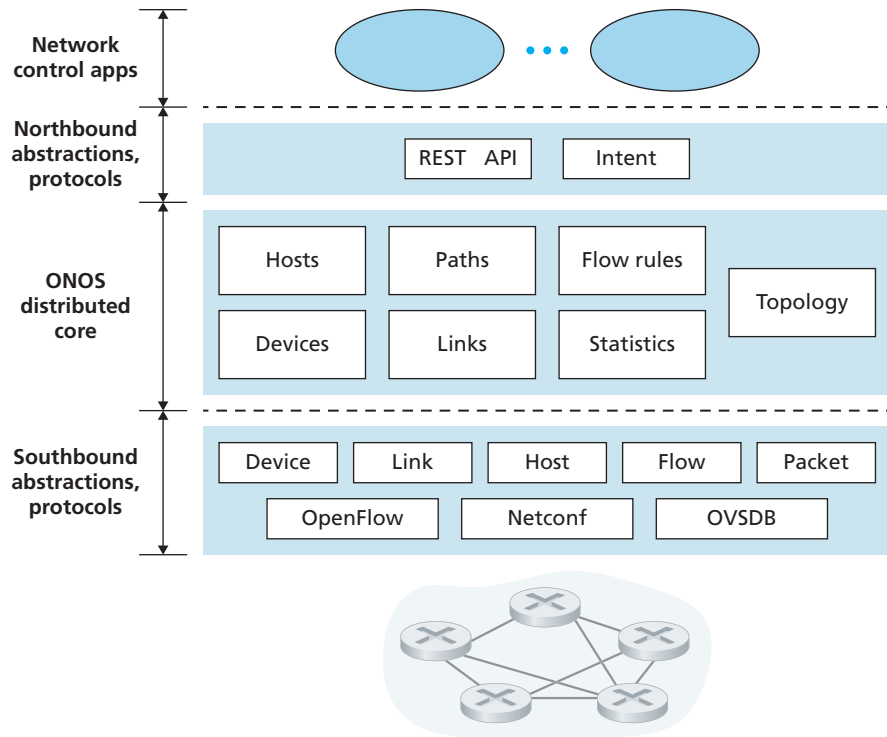 Network
control apps
Northbound
abstractions,
protocols
REST API
Intent
ONOS
distributed
core
Hosts
Paths
Flow rules
Topology
Devices
Links
Statistics
Southbound
abstractions,
protocols
Device
Link
Host
Flow
Packet
OpenFlow
Netconf
OVSDB